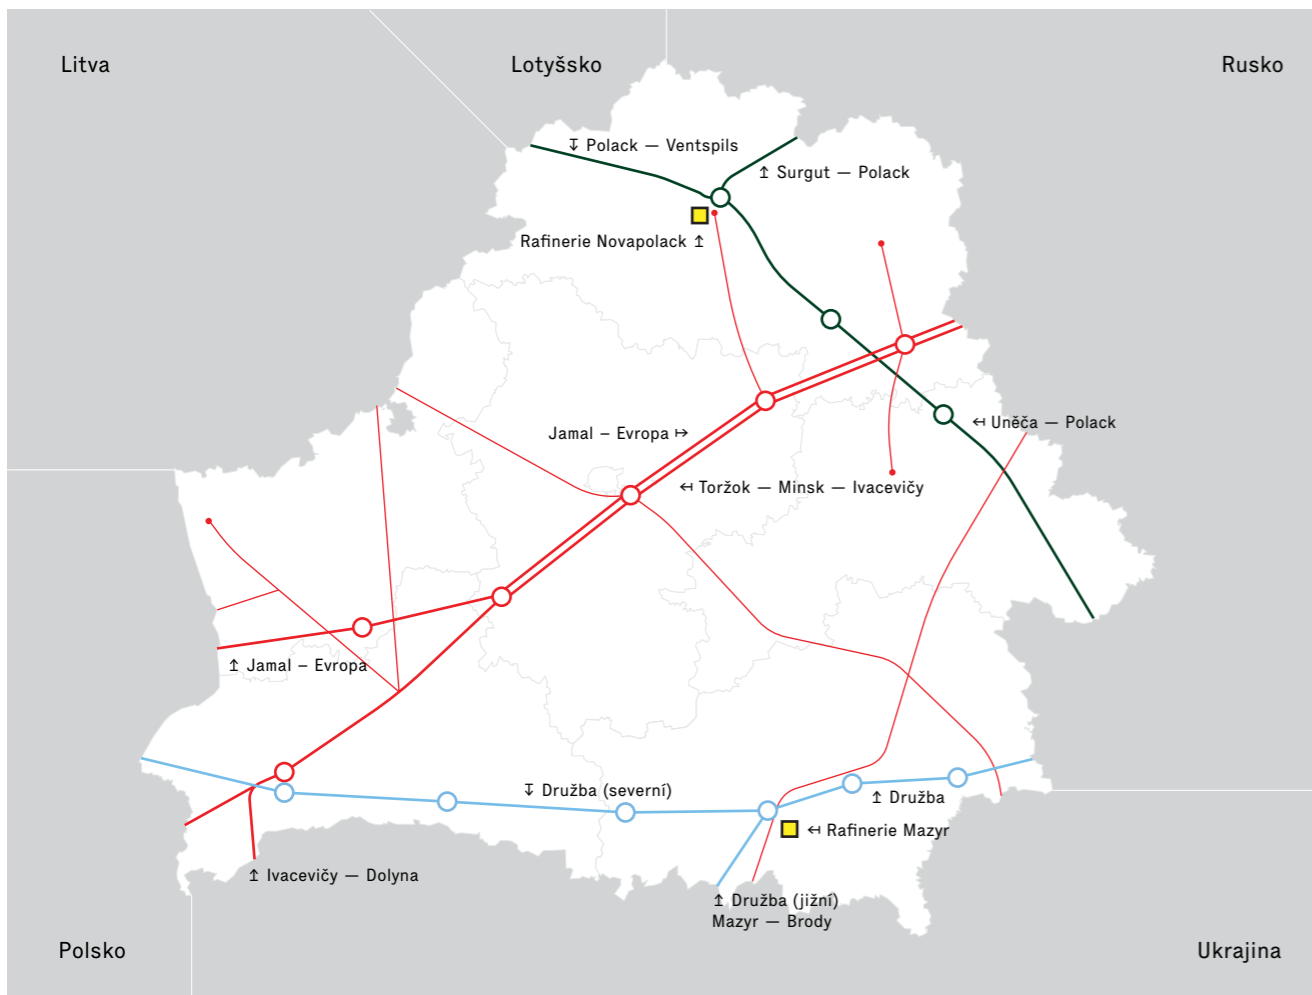 Litva
Lotyšsko
Rusko
↧ Polack — Ventspils
↥ Surgut — Polack
Rafinerie Novapolack ↥
↤ Uněča — Polack
Jamal – Evropa ↦
↤ Toržok — Minsk — Ivacevičy
↥ Jamal – Evropa
↧ Družba (severní)
↥ Družba
↤ Rafinerie Mazyr
↥ Ivacevičy — Dolyna
↥ Družba (jižní)
Mazyr — Brody
Polsko
Ukrajina